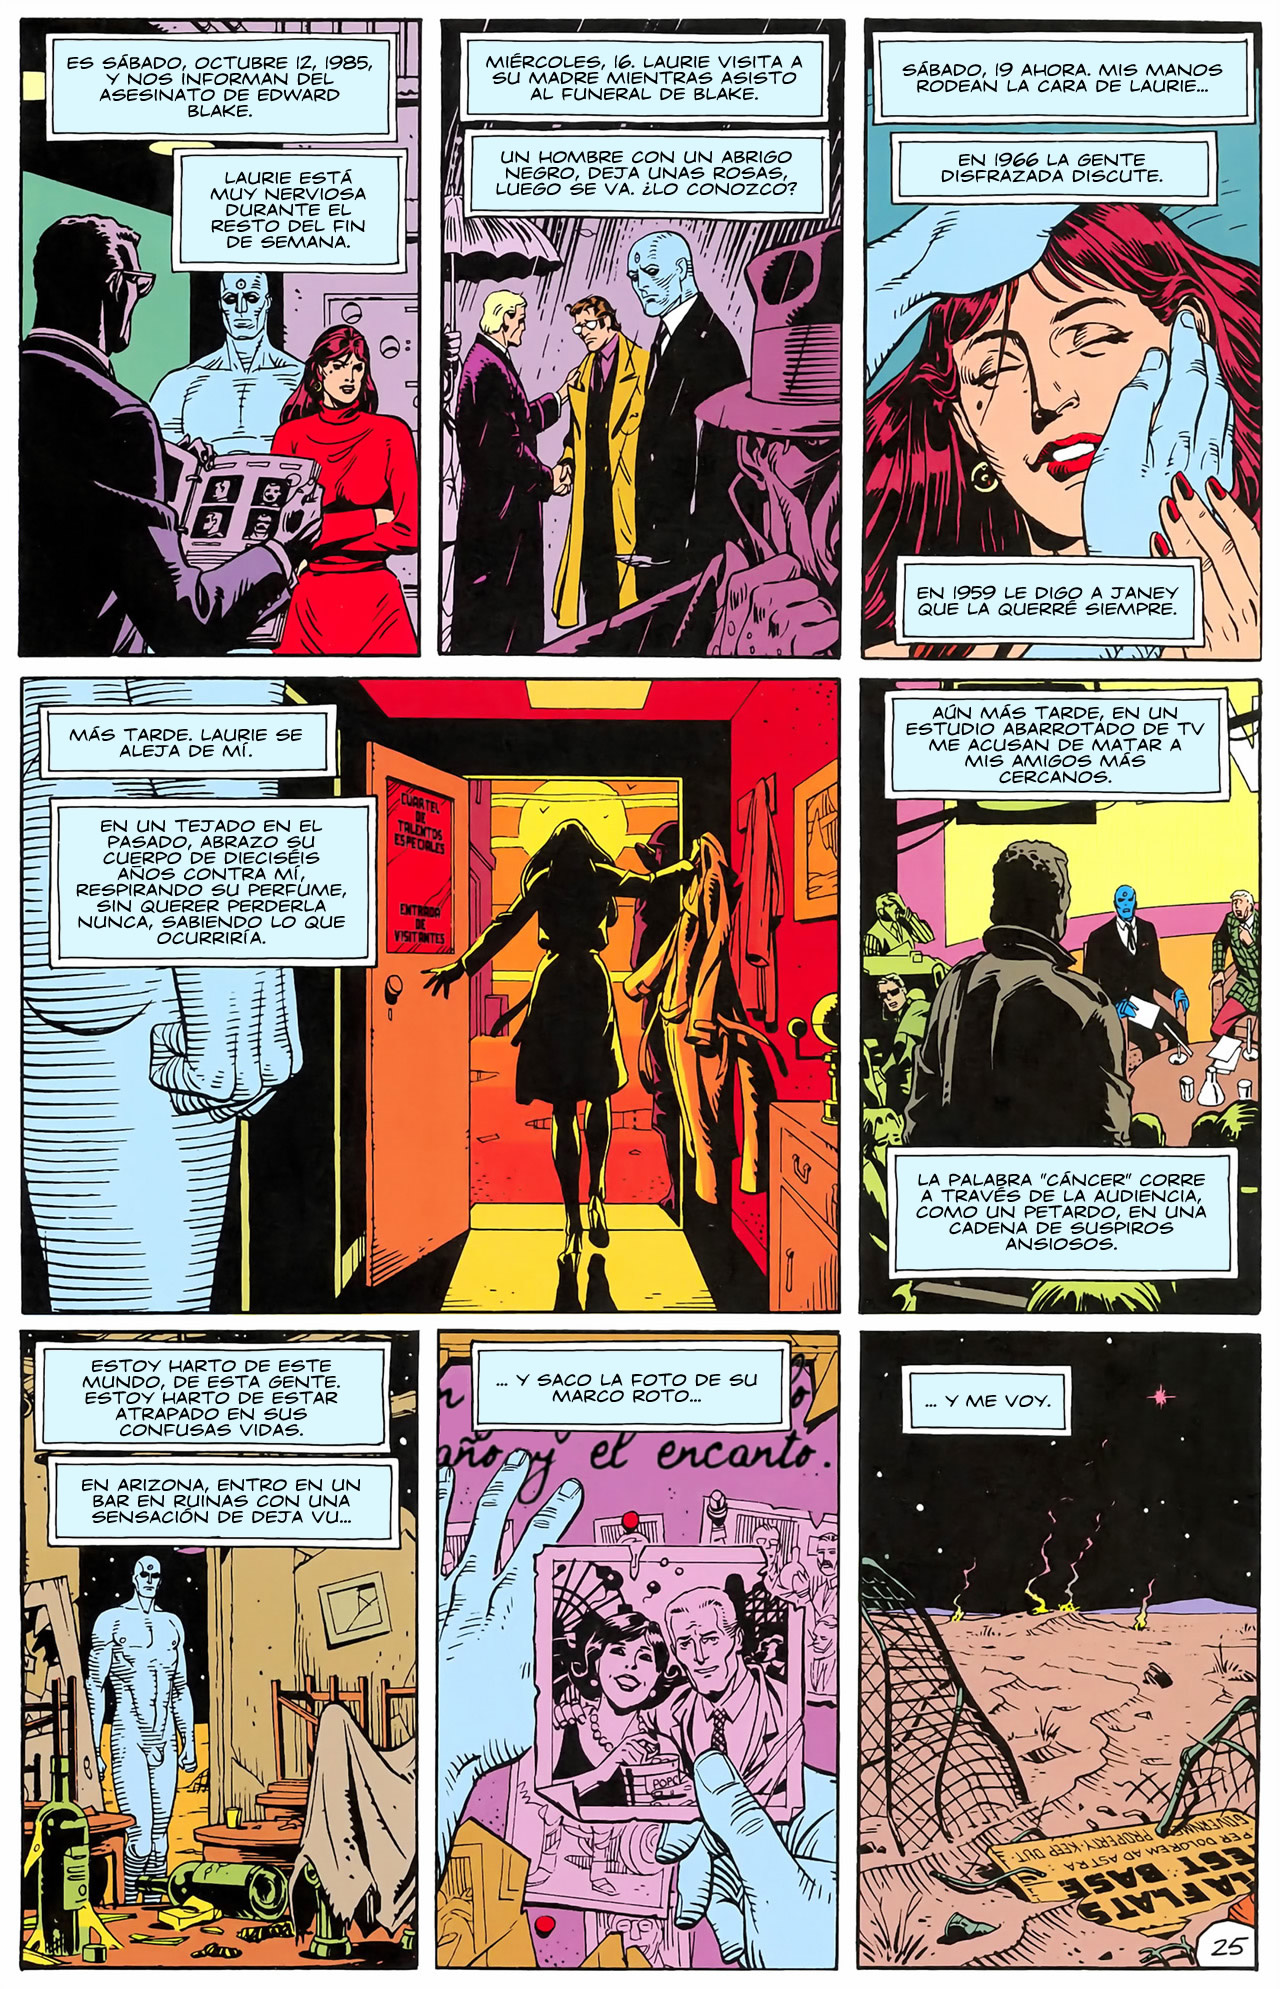 ES SÁBADO, OCTUBRE 12, 1985,
Y NOS INFORMAN DEL
ASESINATO DE EDWARD
BLAKE.
LAURIE ESTÁ
MUY NERVIOSA
DURANTE EL
RESTO DEL FIN
DE SEMANA.
MIÉRCOLES, 16. LAURIE VISITA A
SU MADRE MIENTRAS ASISTO
AL FUNERAL DE BLAKE.
UN HOMBRE CON UN ABRIGO
NEGRO, DEJA UNAS ROSAS,
LUEGO SE VA. ¿LO CONOZCO?
SÁBADO, 19 AHORA. MIS MANOS
RODEAN LA CARA DE LAURIE...
EN 1966 LA GENTE
DISFRAZADA DISCUTE.
EN 1959 LE DIGO A JANEY
QUE LA QUERRÉ SIEMPRE.
MÁS TARDE. LAURIE SE
ALEJA DE MÍ.
EN UN TEJADO EN EL
PASADO, ABRAZO SU
CUERPO DE DIECISÉIS
AÑOS CONTRA MÍ,
RESPIRANDO SU PERFUME,
SIN QUERER PERDERLA
NUNCA, SABIENDO LO QUE
OCURRIRÍA.
CUARTEL
DE
TALENTOS
ESPECIALES
ENTRADA
DE
VISITANTES
AÚN MÁS TARDE, EN UN
ESTUDIO ABARROTADO DE TV
ME ACUSAN DE MATAR A
MIS AMIGOS MÁS
CERCANOS.
LA PALABRA "CÁNCER" CORRE
A TRAVÉS DE LA AUDIENCIA,
COMO UN PETARDO, EN UNA
CADENA DE SUSPIROS
ANSIOSOS.
ESTOY HARTO DE ESTE
MUNDO, DE ESTA GENTE.
ESTOY HARTO DE ESTAR
ATRAPADO EN SUS
CONFUSAS VIDAS.
EN ARIZONA, ENTRO EN UN
BAR EN RUINAS CON UNA
SENSACIÓN DE DEJA VU...
... Y SACO LA FOTO DE SU
MARCO ROTO...
año y el encanto.
POPC
... Y ME VOY.
LA FLATS
EST BASE
PER DOLOREM AD ASTRA
GOVERNM
PROPERTY·KEEP OUT
25